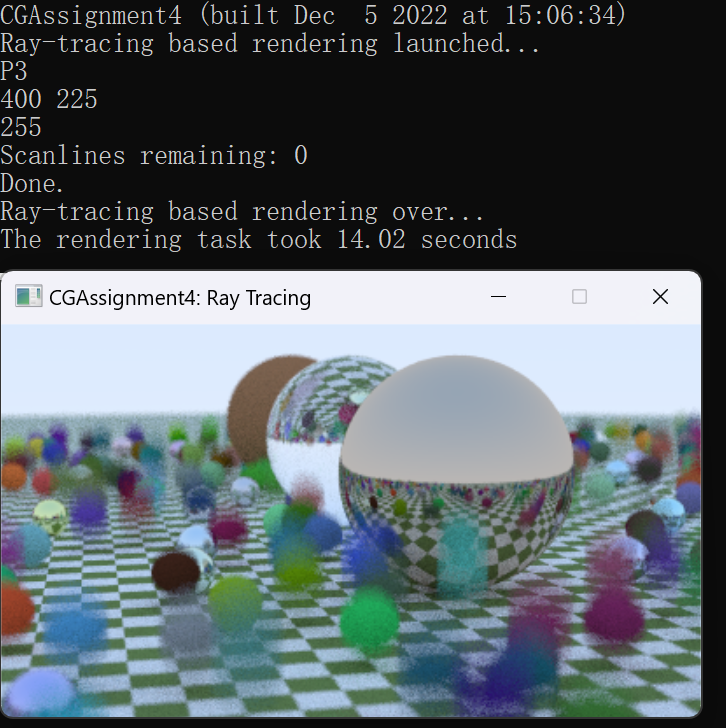 CGAssignment4 (built Dec  5 2022 at 15:06:34)
Ray-tracing based rendering launched...
P3
400 225
255
Scanlines remaining: 0
Done.
Ray-tracing based rendering over...
The rendering task took 14.02 seconds
CGAssignment4: Ray Tracing